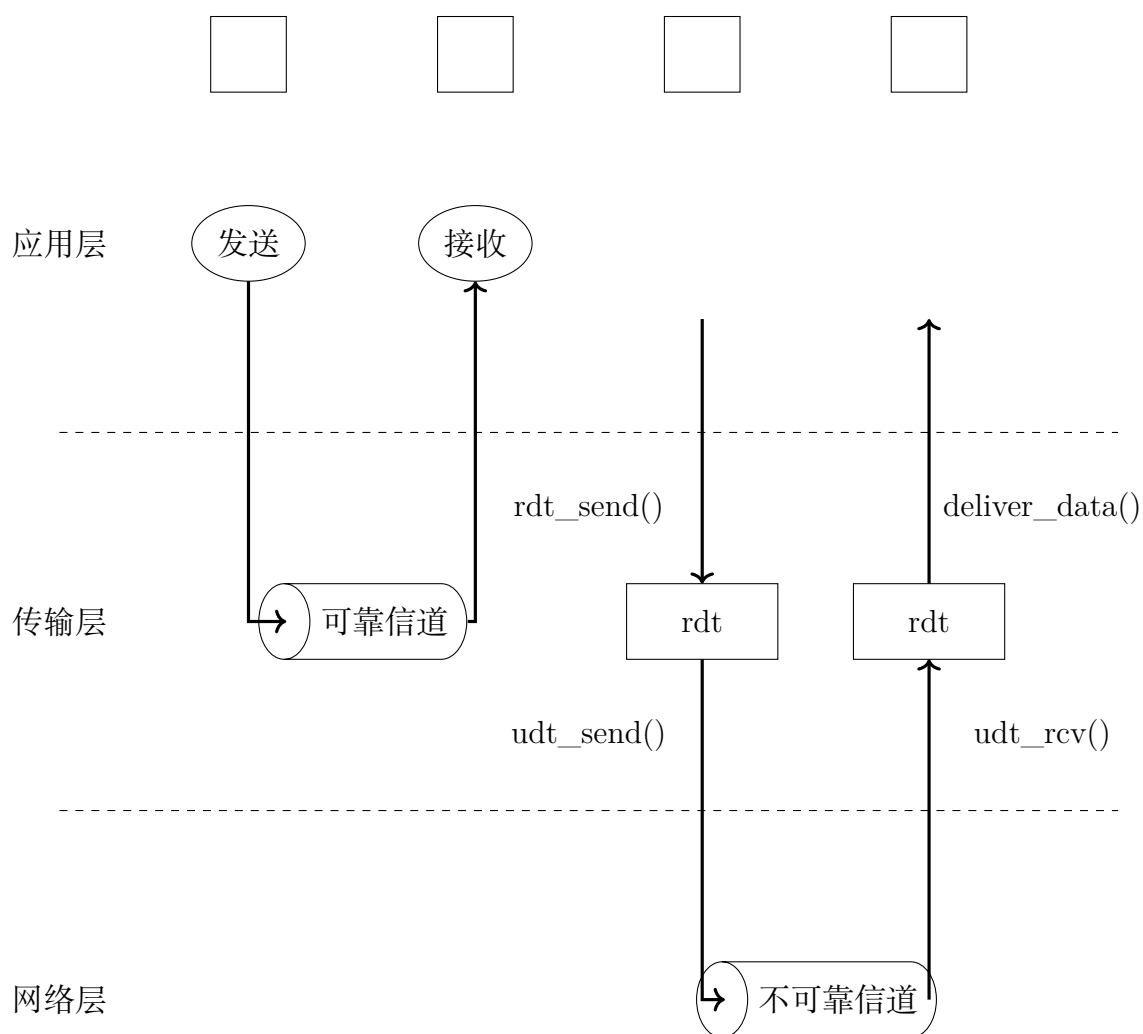 应用层
发送
接收
rdt_send()
deliver_data()
传输层
可靠信道
rdt
rdt
udt_send()
udt_rcv()
网络层
不可靠信道